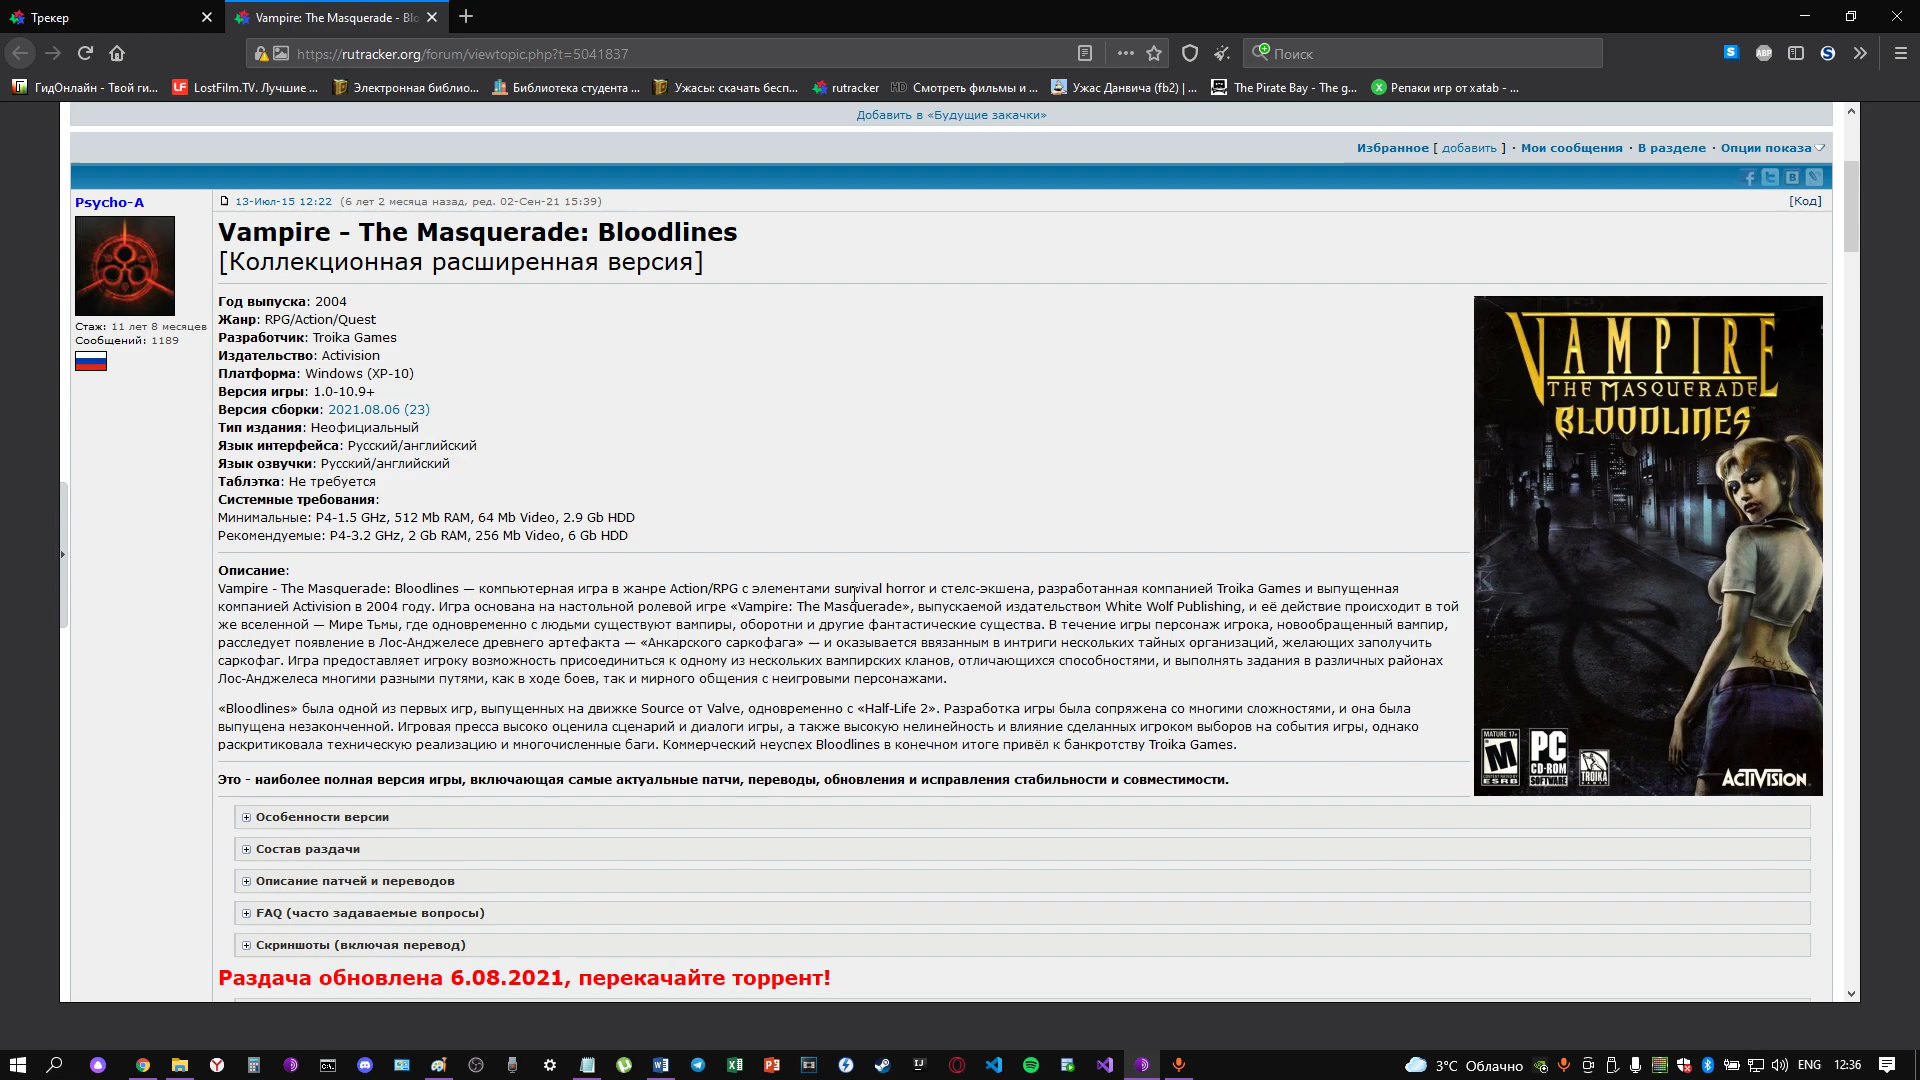 Трекер
Vampire: The Masquerade - Blo
https://rutracker.org/forum/viewtopic.php?t=5041837
Поиск
ABP
ГидОнлайн - Твой ги...
LF LostFilm.TV. Лучшие ...
Электронная библио...
Библиотека студента ...
Ужасы: скачать бесп...
rutracker
HD Смотреть фильмы и ...
Ужас Данвича (fb2) | ...
The Pirate Bay - The g...
Репаки игр от xatab - ...
Добавить в «Будущие закачки»
Избранное [ добавить ] · Мои сообщения · В разделе · Опции показа
Psycho-A
Стаж: 11 лет 8 месяцев
Сообщений: 1189
13-Июл-15 12:22 (6 лет 2 месяца назад, ред. 02-Сен-21 15:39)
[Код]
Vampire - The Masquerade: Bloodlines
[Коллекционная расширенная версия]
Год выпуска: 2004
Жанр: RPG/Action/Quest
Разработчик: Troika Games
Издательство: Activision
Платформа: Windows (XP-10)
Версия игры: 1.0-10.9+
Версия сборки: 2021.08.06 (23)
Тип издания: Неофициальный
Язык интерфейса: Русский/английский
Язык озвучки: Русский/английский
Таблэтка: Не требуется
Системные требования:
Минимальные: P4-1.5 GHz, 512 Mb RAM, 64 Mb Video, 2.9 Gb HDD
Рекомендуемые: P4-3.2 GHz, 2 Gb RAM, 256 Mb Video, 6 Gb HDD
VAMPIRE
THE MASQUERADE
BLOODLINES
MATURE 17+
M
ESRB
PC
CD-ROM
SOFTWARE
TROIKA
ACTIVISION
Описание:
Vampire - The Masquerade: Bloodlines — компьютерная игра в жанре Action/RPG с элементами survival horror и стелс-экшена, разработанная компанией Troika Games и выпущенная
компанией Activision в 2004 году. Игра основана на настольной ролевой игре «Vampire: The Masquerade», выпускаемой издательством White Wolf Publishing, и её действие происходит в той
же вселенной — Мире Тьмы, где одновременно с людьми существуют вампиры, оборотни и другие фантастические существа. В течение игры персонаж игрока, новообращенный вампир,
расследует появление в Лос-Анджелесе древнего артефакта — «Анкарского саркофага» — и оказывается ввязанным в интриги нескольких тайных организаций, желающих заполучить
саркофаг. Игра предоставляет игроку возможность присоединиться к одному из нескольких вампирских кланов, отличающихся способностями, и выполнять задания в различных районах
Лос-Анджелеса многими разными путями, как в ходе боев, так и мирного общения с неигровыми персонажами.
«Bloodlines» была одной из первых игр, выпущенных на движке Source от Valve, одновременно с «Half-Life 2». Разработка игры была сопряжена со многими сложностями, и она была
выпущена незаконченной. Игровая пресса высоко оценила сценарий и диалоги игры, а также высокую нелинейность и влияние сделанных игроком выборов на события игры, однако
раскритиковала техническую реализацию и многочисленные баги. Коммерческий неуспех Bloodlines в конечном итоге привёл к банкротству Troika Games.
Это - наиболее полная версия игры, включающая самые актуальные патчи, переводы, обновления и исправления стабильности и совместимости.
Особенности версии
Состав раздачи
Описание патчей и переводов
FAQ (часто задаваемые вопросы)
Скриншоты (включая перевод)
Раздача обновлена 6.08.2021, перекачайте торрент!
3°C Облачно
ENG
12:36